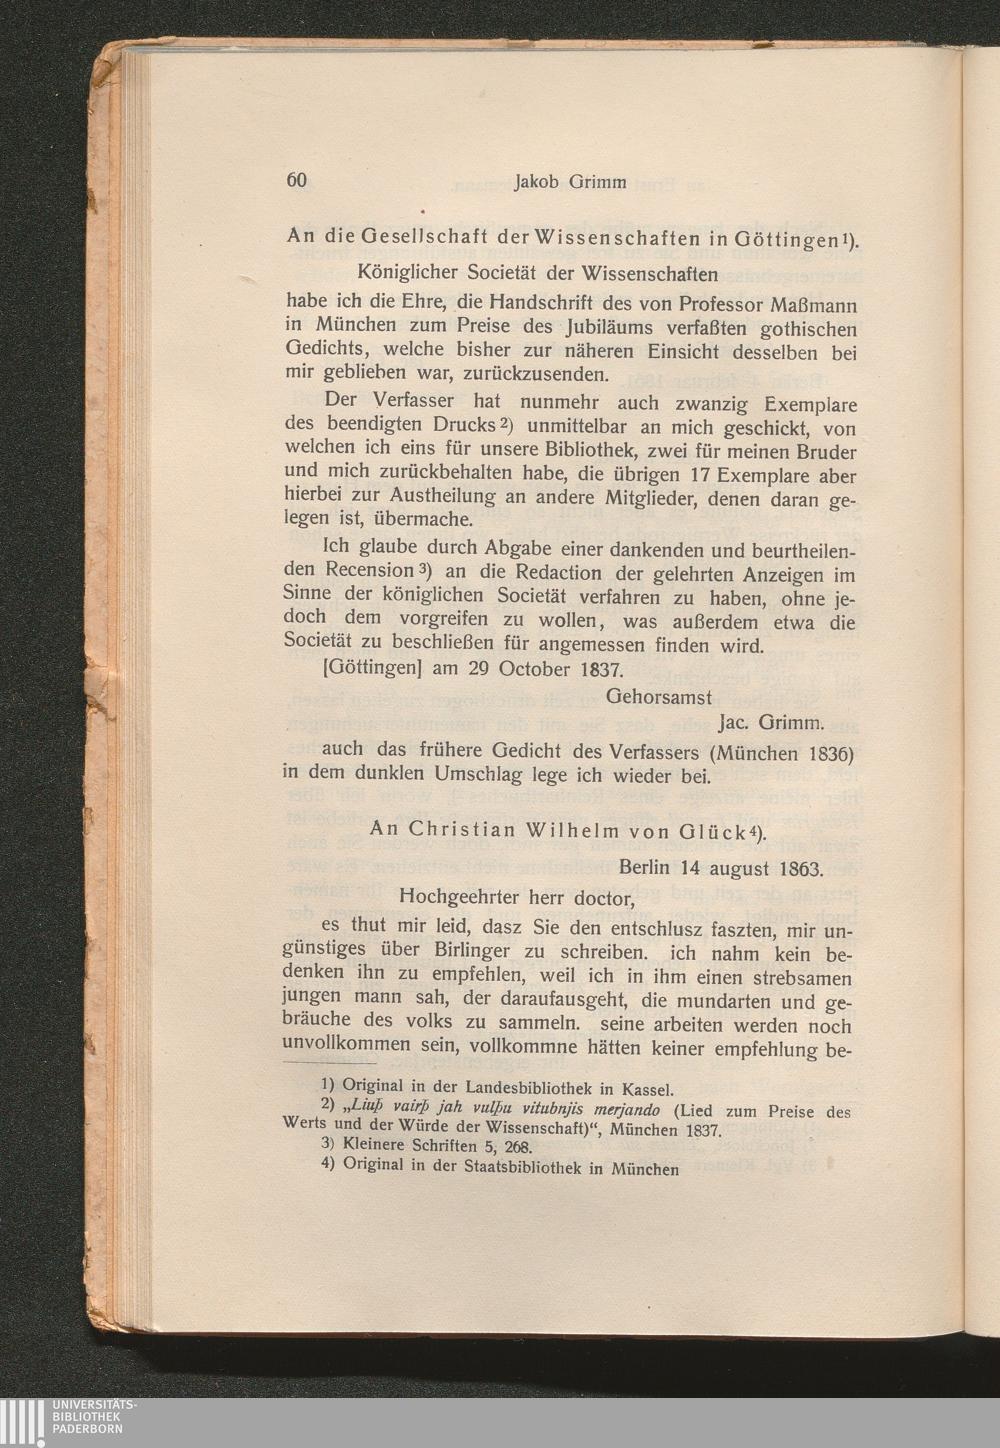 60 Jakob Grimm
An die Gesellschaft der Wissenschaften in Göttingen¹).
Königlicher Societät der Wissenschaften
habe ich die Ehre, die Handschrift des von Professor Maßmann
in München zum Preise des Jubiläums verfaßten gothischen
Gedichts, welche bisher zur näheren Einsicht desselben bei
mir geblieben war, zurückzusenden.
Der Verfasser hat nunmehr auch zwanzig Exemplare
des beendigten Drucks²) unmittelbar an mich geschickt, von
welchen ich eins für unsere Bibliothek, zwei für meinen Bruder
und mich zurückbehalten habe, die übrigen 17 Exemplare aber
hierbei zur Austheilung an andere Mitglieder, denen daran ge-
legen ist, übermache.
Ich glaube durch Abgabe einer dankenden und beurtheilen-
den Recension³) an die Redaction der gelehrten Anzeigen im
Sinne der königlichen Societät verfahren zu haben, ohne je-
doch dem vorgreifen zu wollen, was außerdem etwa die
Societät zu beschließen für angemessen finden wird.
[Göttingen] am 29 October 1837.
Gehorsamst
Jac. Grimm.
auch das frühere Gedicht des Verfassers (München 1836)
in dem dunklen Umschlag lege ich wieder bei.
An Christian Wilhelm von Glück⁴).
Berlin 14 august 1863.
Hochgeehrter herr doctor,
es thut mir leid, dasz Sie den entschlusz faszten, mir un-
günstiges über Birlinger zu schreiben. ich nahm kein be-
denken ihn zu empfehlen, weil ich in ihm einen strebsamen
jungen mann sah, der daraufausgeht, die mundarten und ge-
bräuche des volks zu sammeln. seine arbeiten werden noch
unvollkommen sein, vollkommne hätten keiner empfehlung be-
1) Original in der Landesbibliothek in Kassel.
2) „Liuþ vairþ jah vulþu vitubnjis merjando (Lied zum Preise des
Werts und der Würde der Wissenschaft)“, München 1837.
3) Kleinere Schriften 5, 268.
4) Original in der Staatsbibliothek in München
UNIVERSITÄTS-
BIBLIOTHEK
PADERBORN